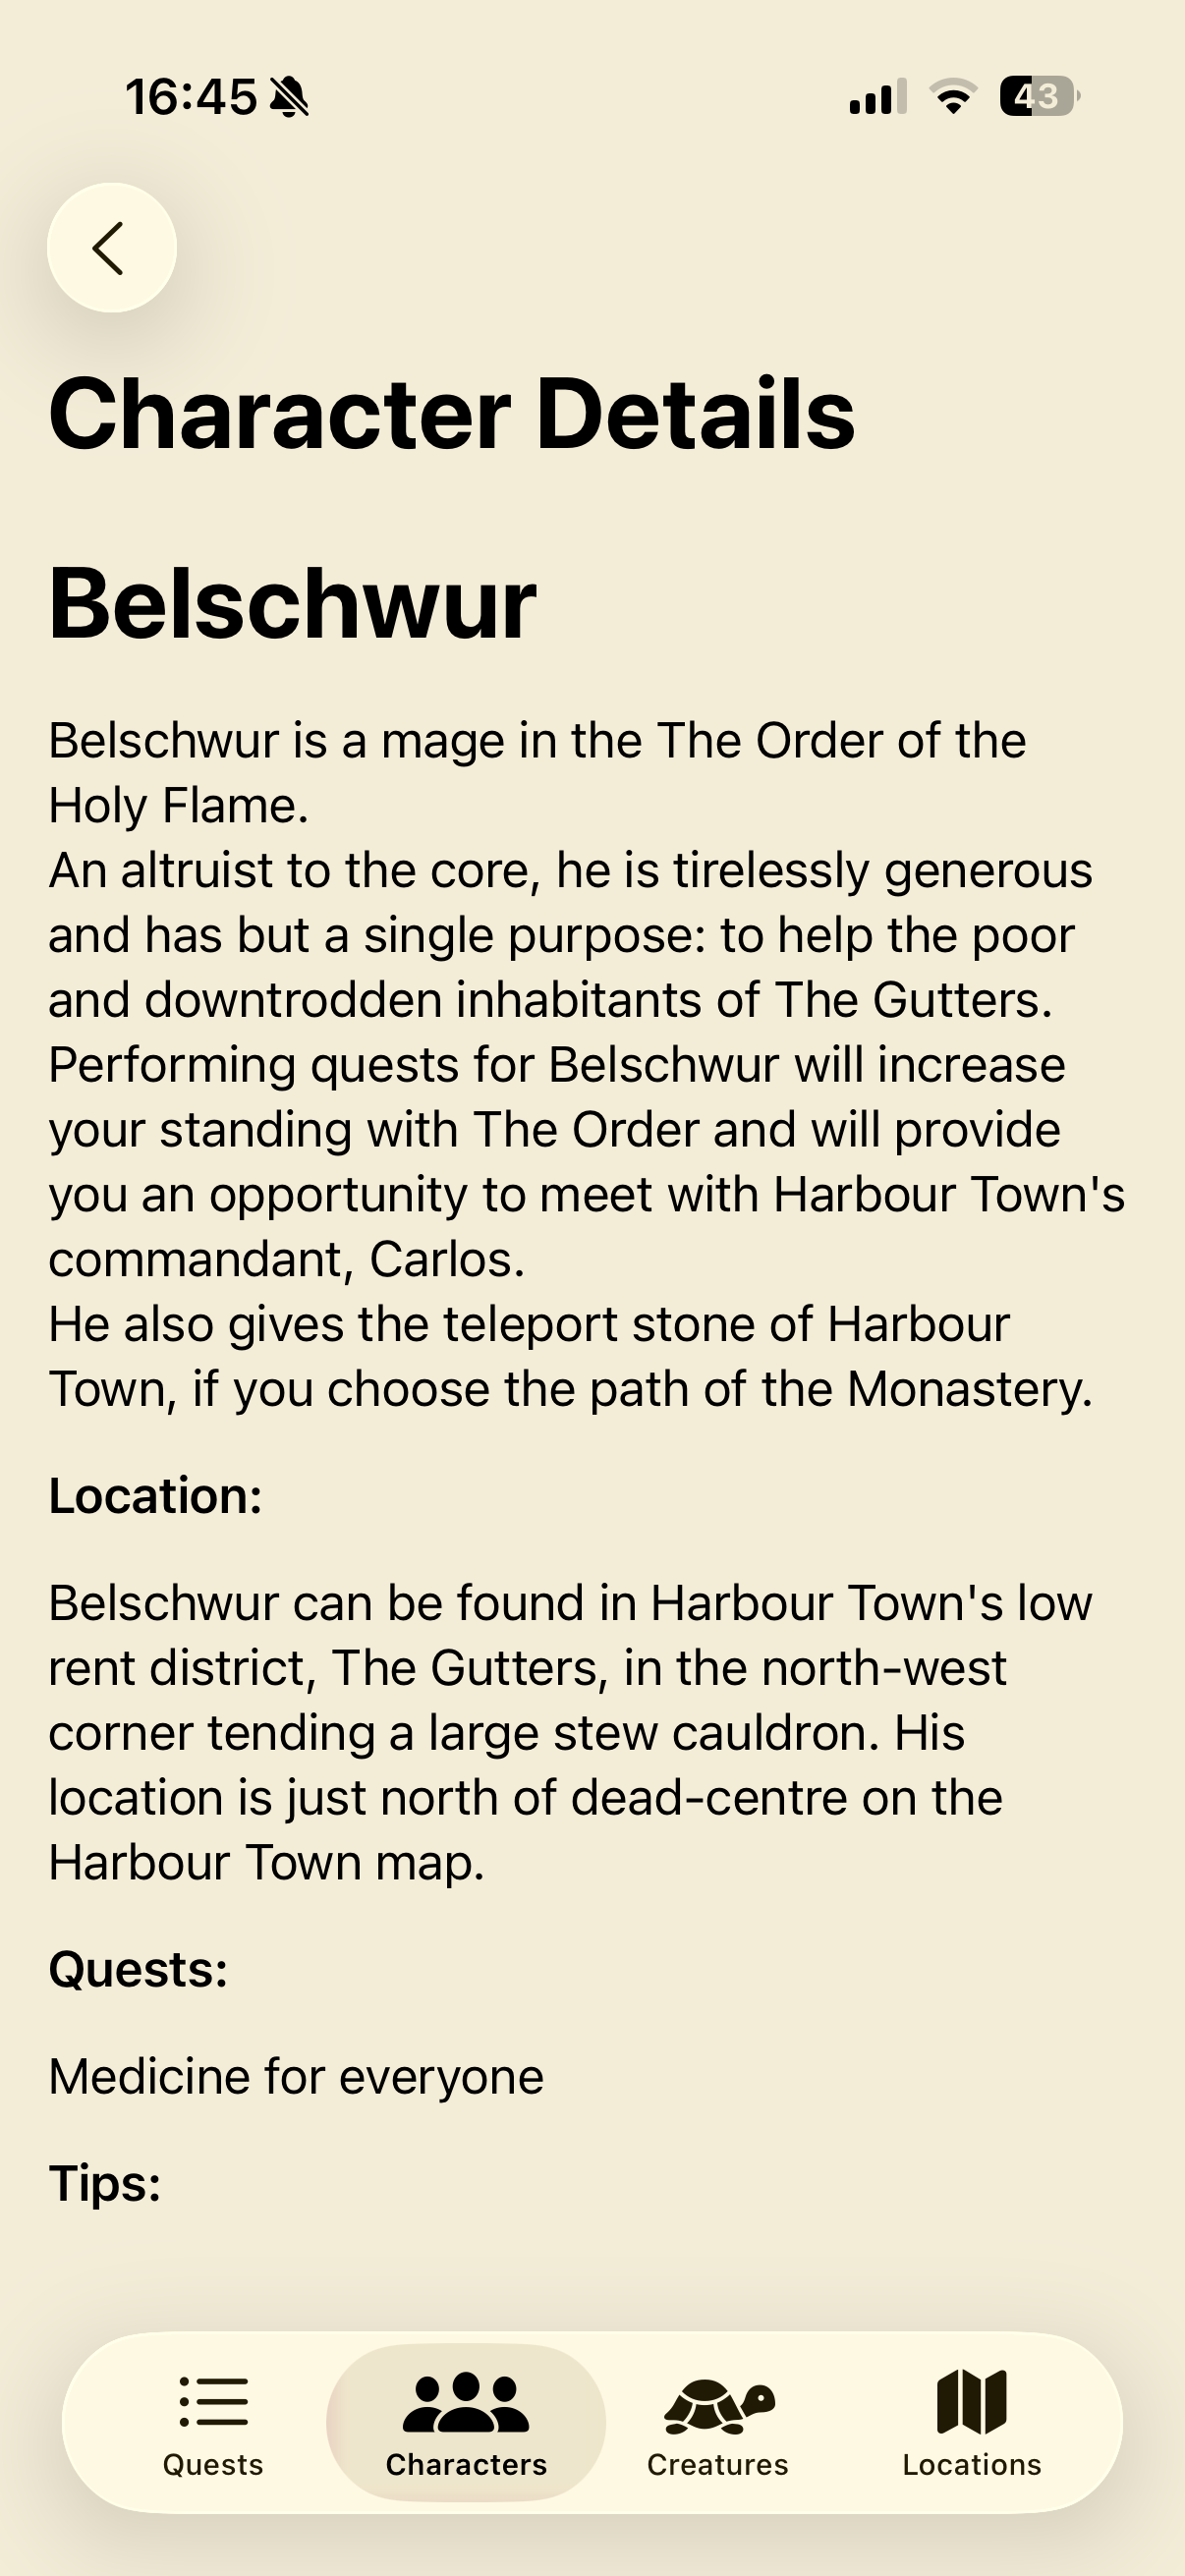 16:45
43
Character Details
Belschwur
Belschwur is a mage in the The Order of the
Holy Flame.
An altruist to the core, he is tirelessly generous
and has but a single purpose: to help the poor
and downtrodden inhabitants of The Gutters.
Performing quests for Belschwur will increase
your standing with The Order and will provide
you an opportunity to meet with Harbour Town's
commandant, Carlos.
He also gives the teleport stone of Harbour
Town, if you choose the path of the Monastery.
Location:
Belschwur can be found in Harbour Town's low
rent district, The Gutters, in the north-west
corner tending a large stew cauldron. His
location is just north of dead-centre on the
Harbour Town map.
Quests:
Medicine for everyone
Tips:
Quests Characters Creatures Locations